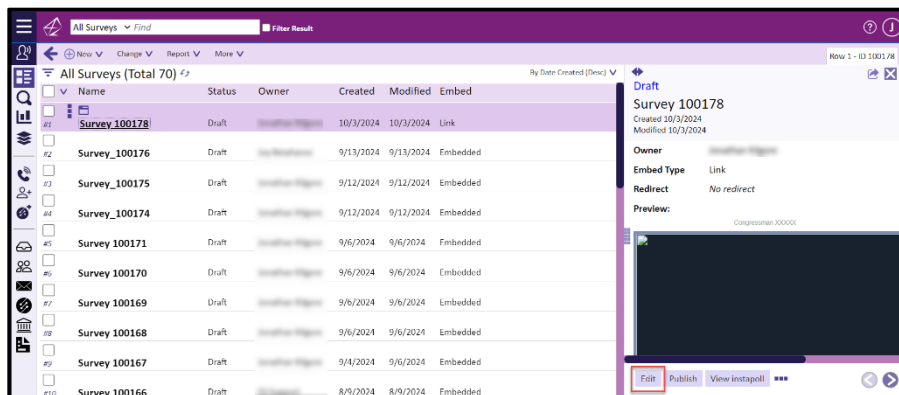 All Surveys Find Filter Result ? J
New Change Report More Row 1 - ID 100178
All Surveys (Total 70) By Date Created (Desc)
Name Status Owner Created Modified Embed
#1 Survey 100178 Draft 10/3/2024 10/3/2024 Link
#2 Survey_100176 Draft 9/13/2024 9/13/2024 Embedded
#3 Survey_100175 Draft 9/12/2024 9/12/2024 Embedded
#4 Survey_100174 Draft 9/12/2024 9/12/2024 Embedded
#5 Survey 100171 Draft 9/6/2024 9/6/2024 Embedded
#6 Survey 100170 Draft 9/6/2024 9/6/2024 Embedded
#7 Survey 100169 Draft 9/6/2024 9/6/2024 Embedded
#8 Survey 100168 Draft 9/6/2024 9/6/2024 Embedded
#9 Survey 100167 Draft 9/4/2024 9/6/2024 Embedded
#10 Survey 100166 Draft 8/9/2024 8/9/2024 Embedded
Draft
Survey 100178
Created 10/3/2024
Modified 10/3/2024
Owner
Embed Type Link
Redirect No redirect
Preview:
Congressman XXXXX
Edit Publish View instapoll